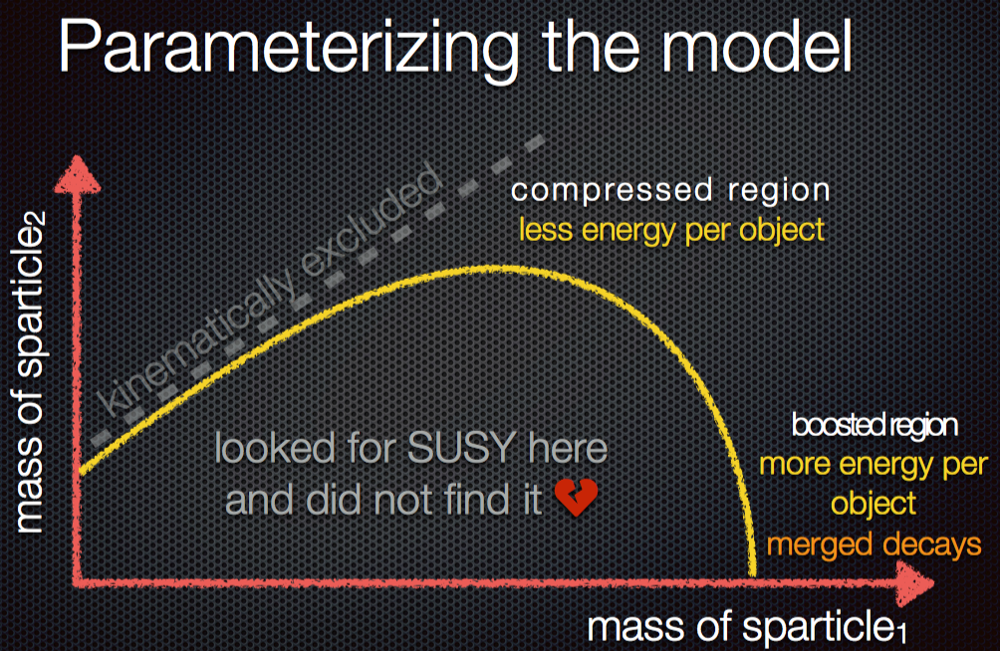 Parameterizing the model
kinematically excluded
compressed region
less energy per object
mass of sparticle₂
looked for SUSY here
and did not find it
boosted region
more energy per
object
merged decays
mass of sparticle₁